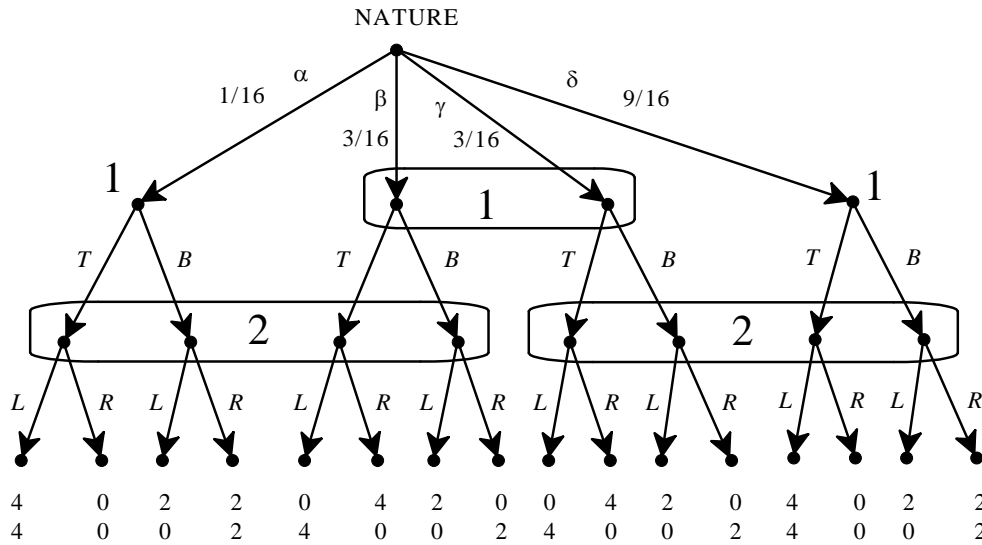 NATURE
α β γ δ
1/16 3/16 3/16 9/16
1 1 1
T B T B T B T B
2 2
L R L R L R L R L R L R L R L R
4 0 2 2 0 4 2 0 0 4 2 0 4 0 2 2
4 0 0 2 4 0 0 2 4 0 0 2 4 0 0 2